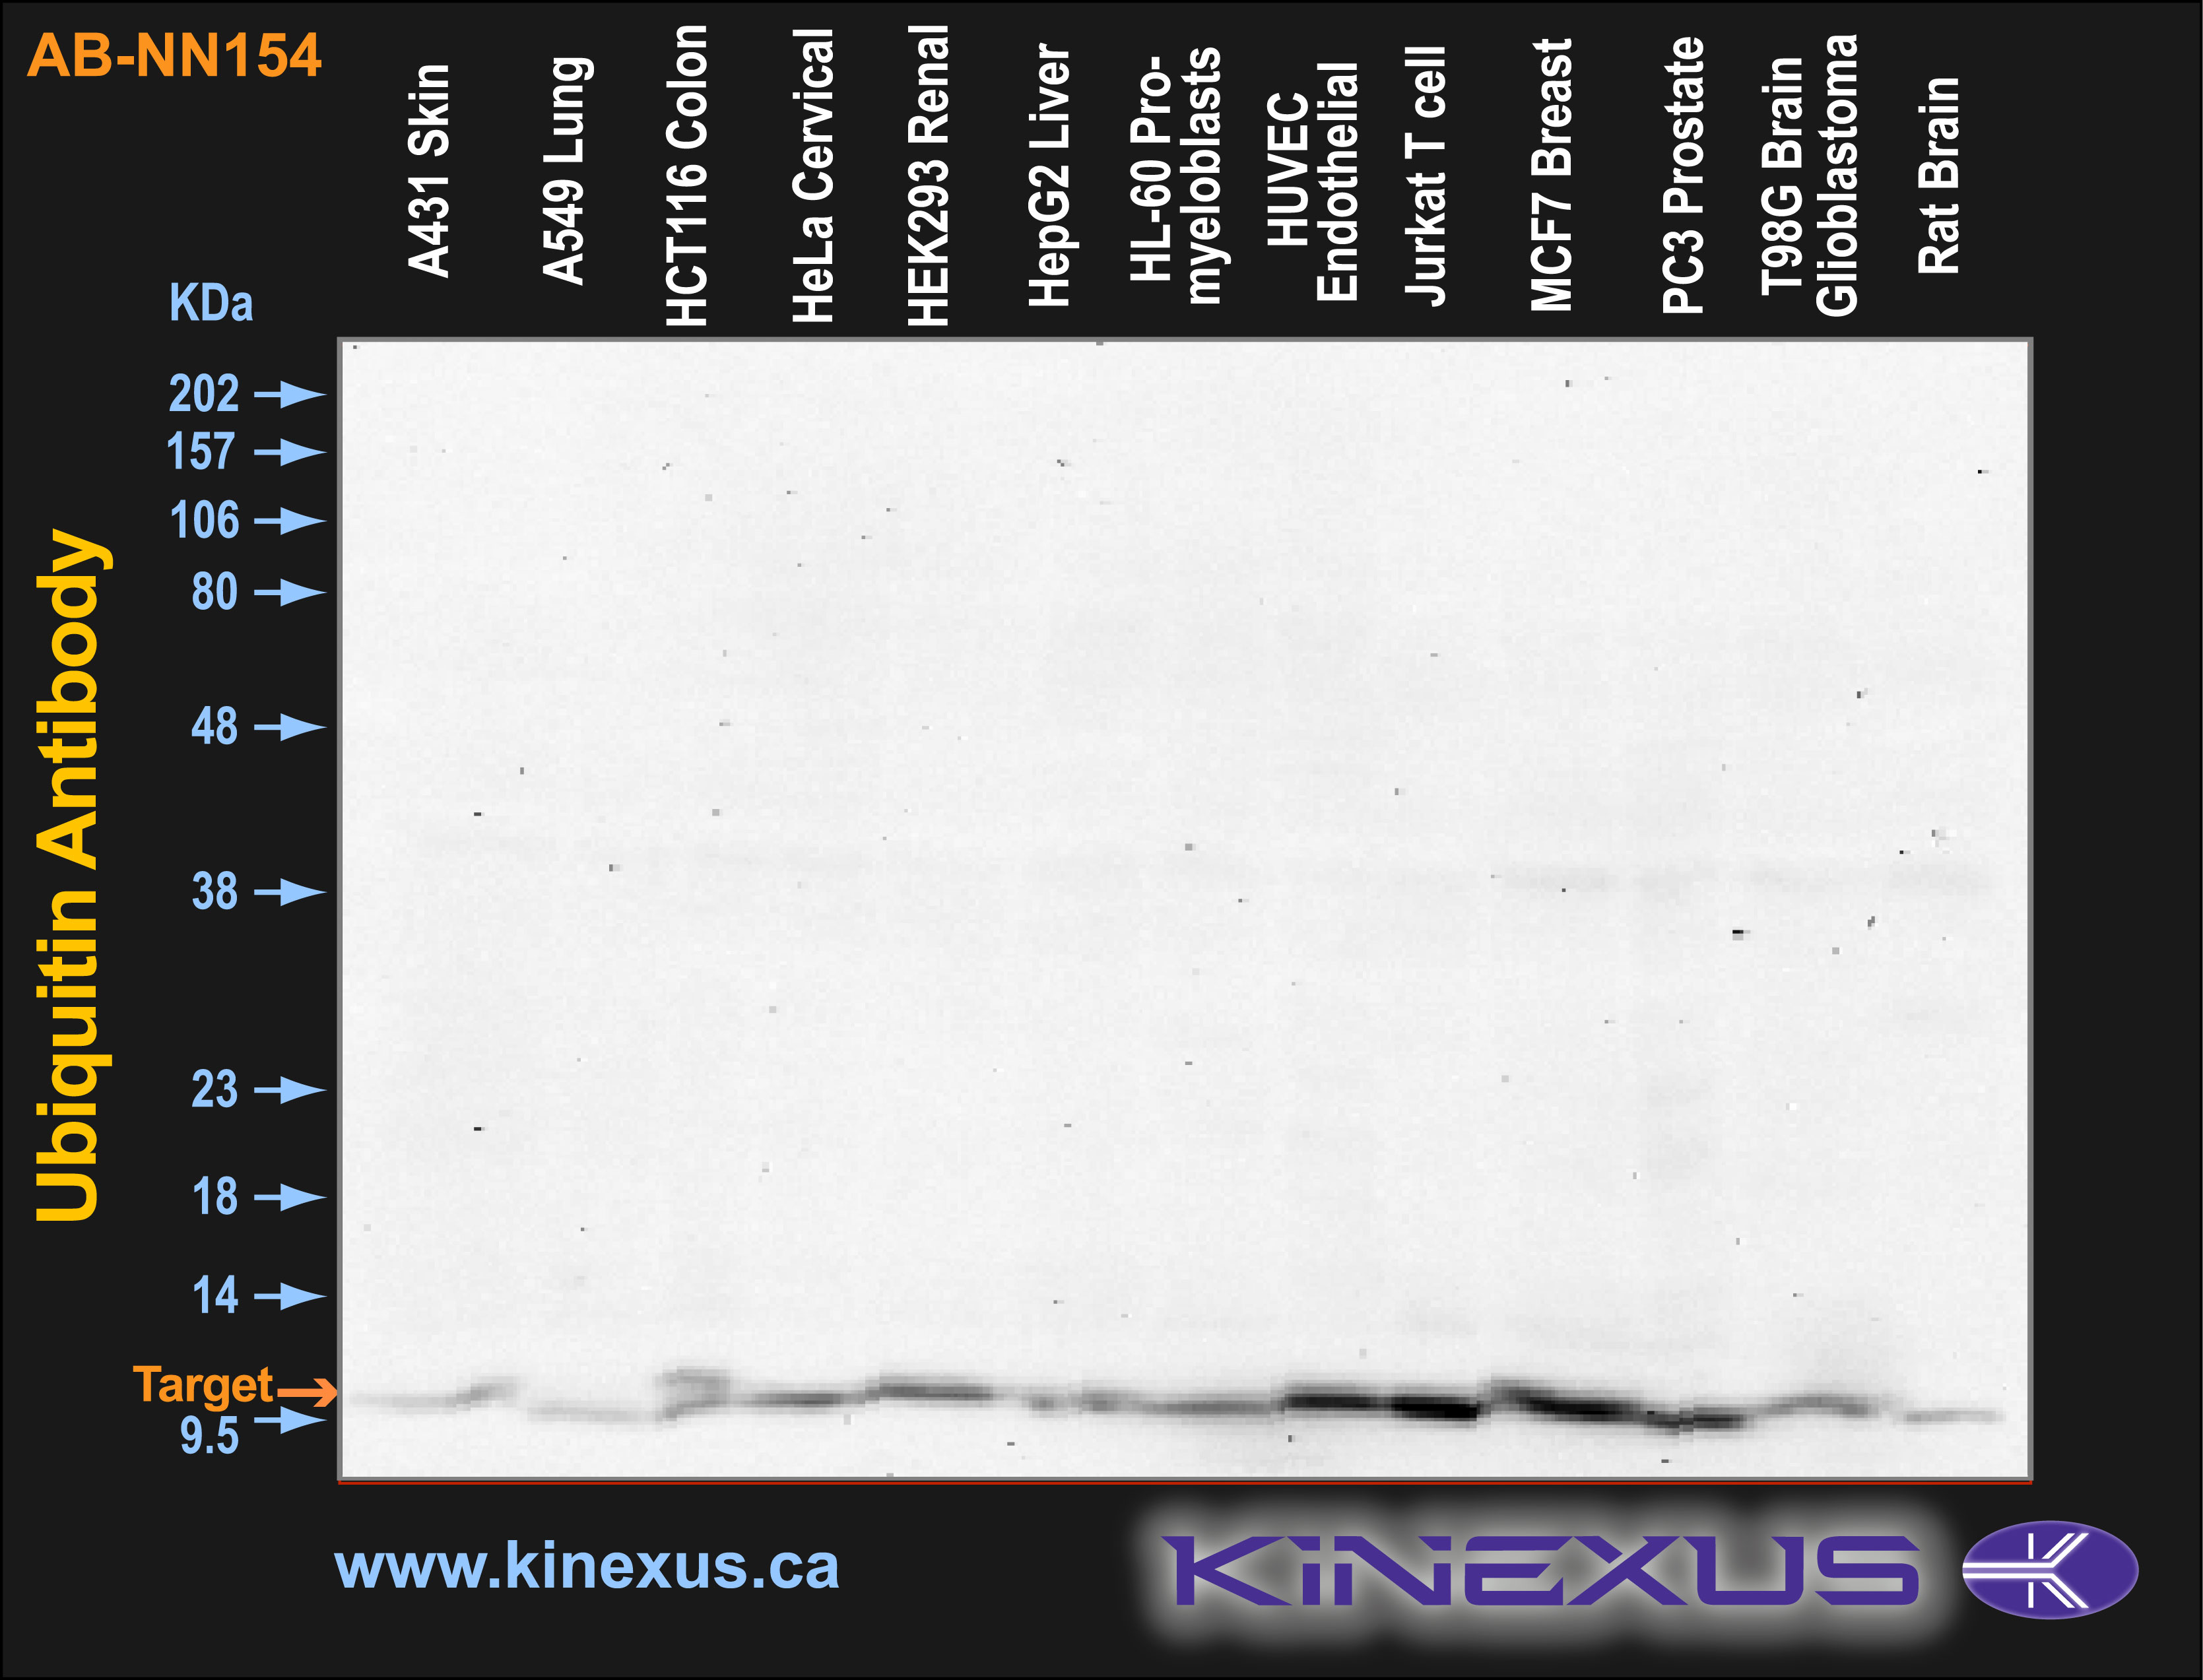 AB-NN154
A431 Skin
A549 Lung
HCT116 Colon
HeLa Cervical
HEK293 Renal
HepG2 Liver
HL-60 Pro-
myeloblasts
HUVEC
Endothelial
Jurkat T cell
MCF7 Breast
PC3 Prostate
T98G Brain
Glioblastoma
Rat Brain
KDa
202
157
106
80
48
38
23
18
14
Target
9.5
Ubiquitin Antibody
www.kinexus.ca
KiNEXUS